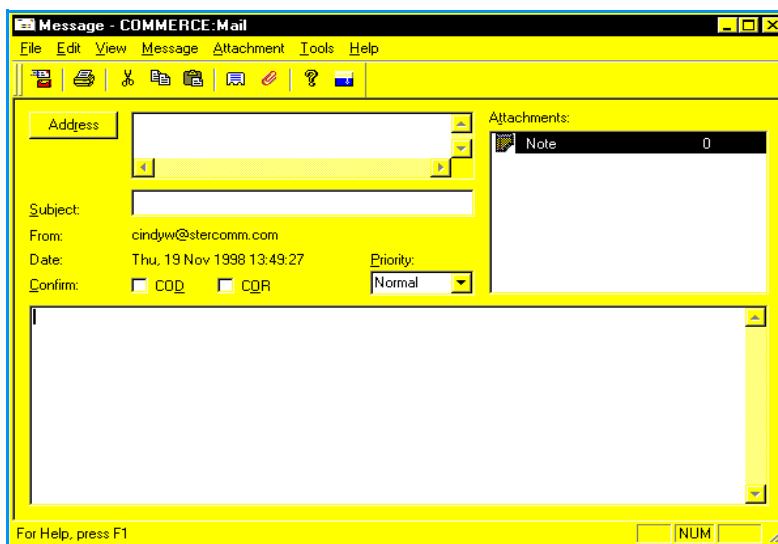 Message - COMMERCE:Mail
File Edit View Message Attachment Tools Help
Address
Attachments:
Note 0
Subject:
From: cindyw@stercomm.com
Date: Thu, 19 Nov 1998 13:49:27 Priority:
Confirm: COD COR Normal
For Help, press F1 NUM